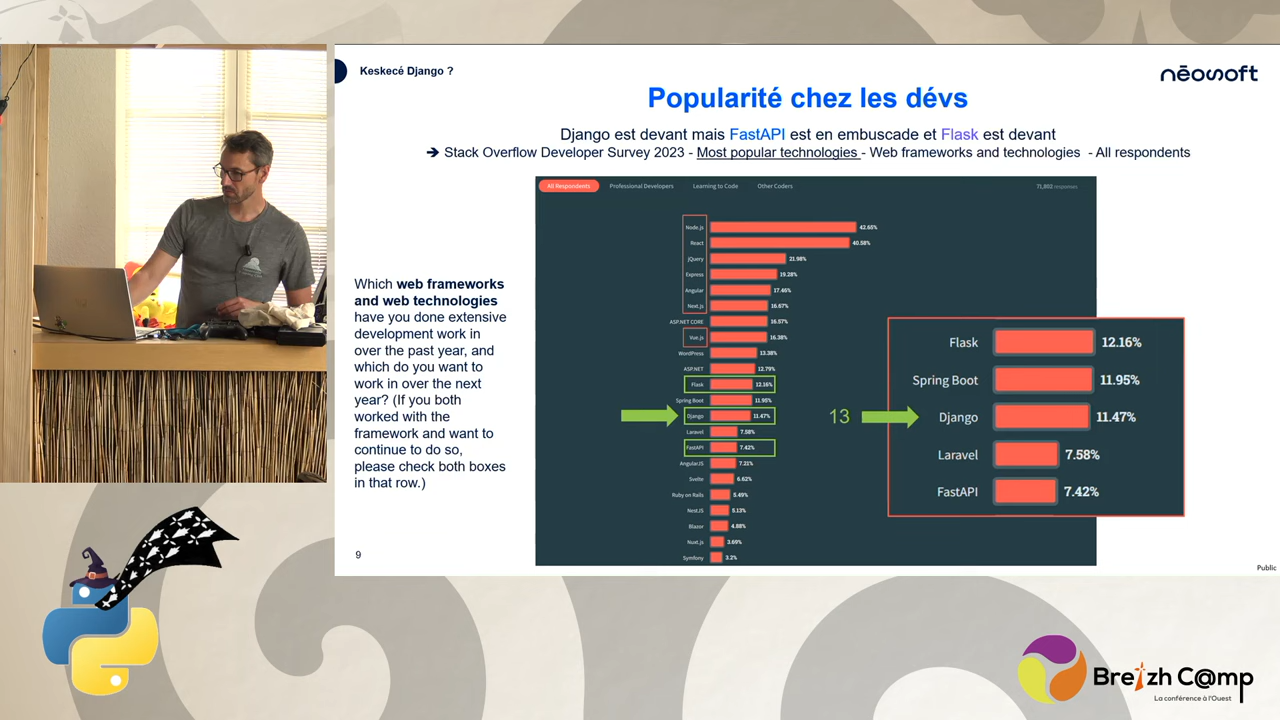 Keskecé Django ?
nēosoft
Popularité chez les dévs
Django est devant mais FastAPI est en embuscade et Flask est devant
➔ Stack Overflow Developer Survey 2023 - Most popular technologies - Web frameworks and technologies - All respondents
All Respondents Professional Developers Learning to Code Other Coders 71,802 responses
Node.js 42.65%
React 40.58%
jQuery 21.98%
Express 19.28%
Angular 17.46%
Next.js 16.67%
ASP.NET CORE 16.57%
Vue.js 16.38%
WordPress 13.38%
ASP.NET 12.79%
Flask 12.16%
Spring Boot 11.95%
Django 11.47%
Laravel 7.58%
FastAPI 7.42%
AngularJS 7.21%
Svelte 6.62%
Ruby on Rails 5.49%
NestJS 5.13%
Blazor 4.88%
Nuxt.js 3.69%
Symfony 3.2%
13
Flask 12.16%
Spring Boot 11.95%
Django 11.47%
Laravel 7.58%
FastAPI 7.42%
Which web frameworks
and web technologies
have you done extensive
development work in
over the past year, and
which do you want to
work in over the next
year? (If you both
worked with the
framework and want to
continue to do so,
please check both boxes
in that row.)
9
Public
Breizh C@mp
La conférence à l'Ouest